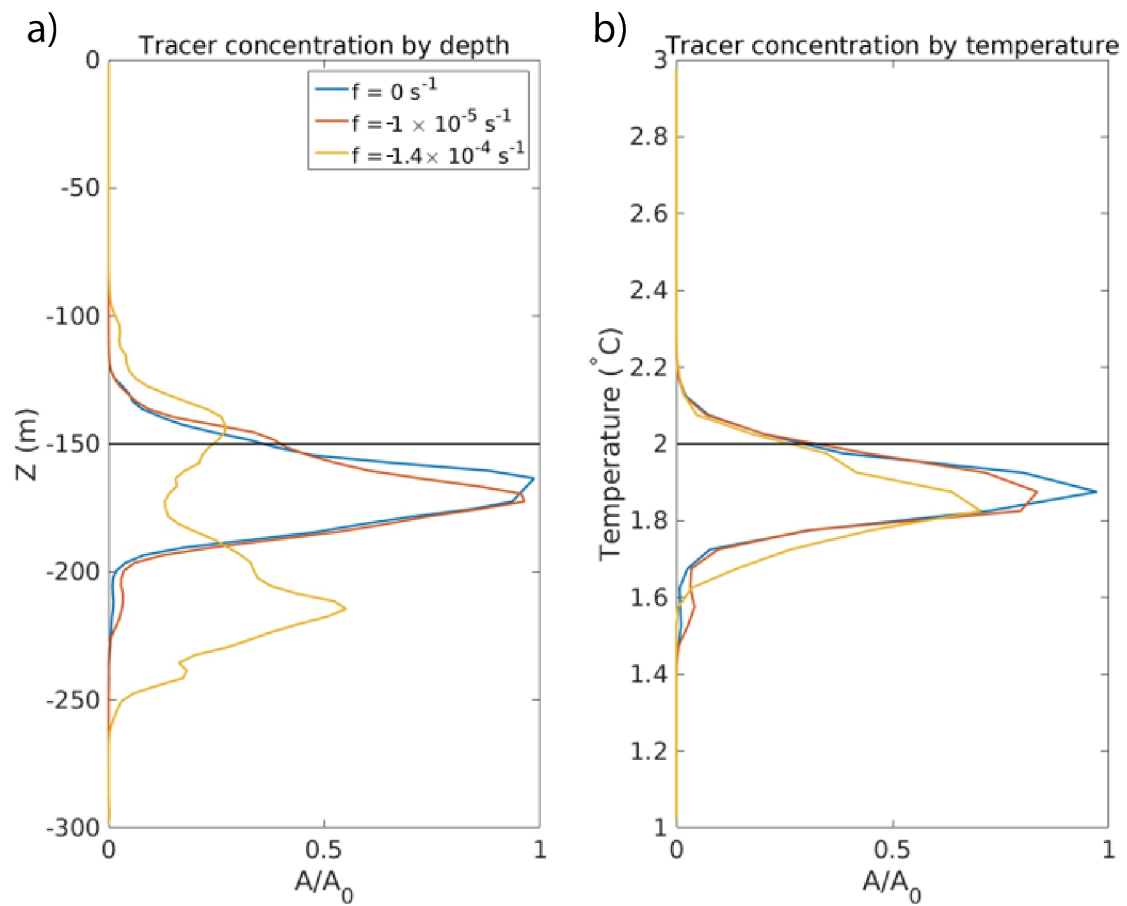 a)
Tracer concentration by depth
f = 0 s⁻¹
f = -1 × 10⁻⁵ s⁻¹
f = -1.4× 10⁻⁴ s⁻¹
0
-50
-100
-150
-200
-250
-300
Z (m)
0
0.5
1
A/A₀
b)
Tracer concentration by temperature
3
2.8
2.6
2.4
2.2
2
1.8
1.6
1.4
1.2
1
Temperature (°C)
0
0.5
1
A/A₀